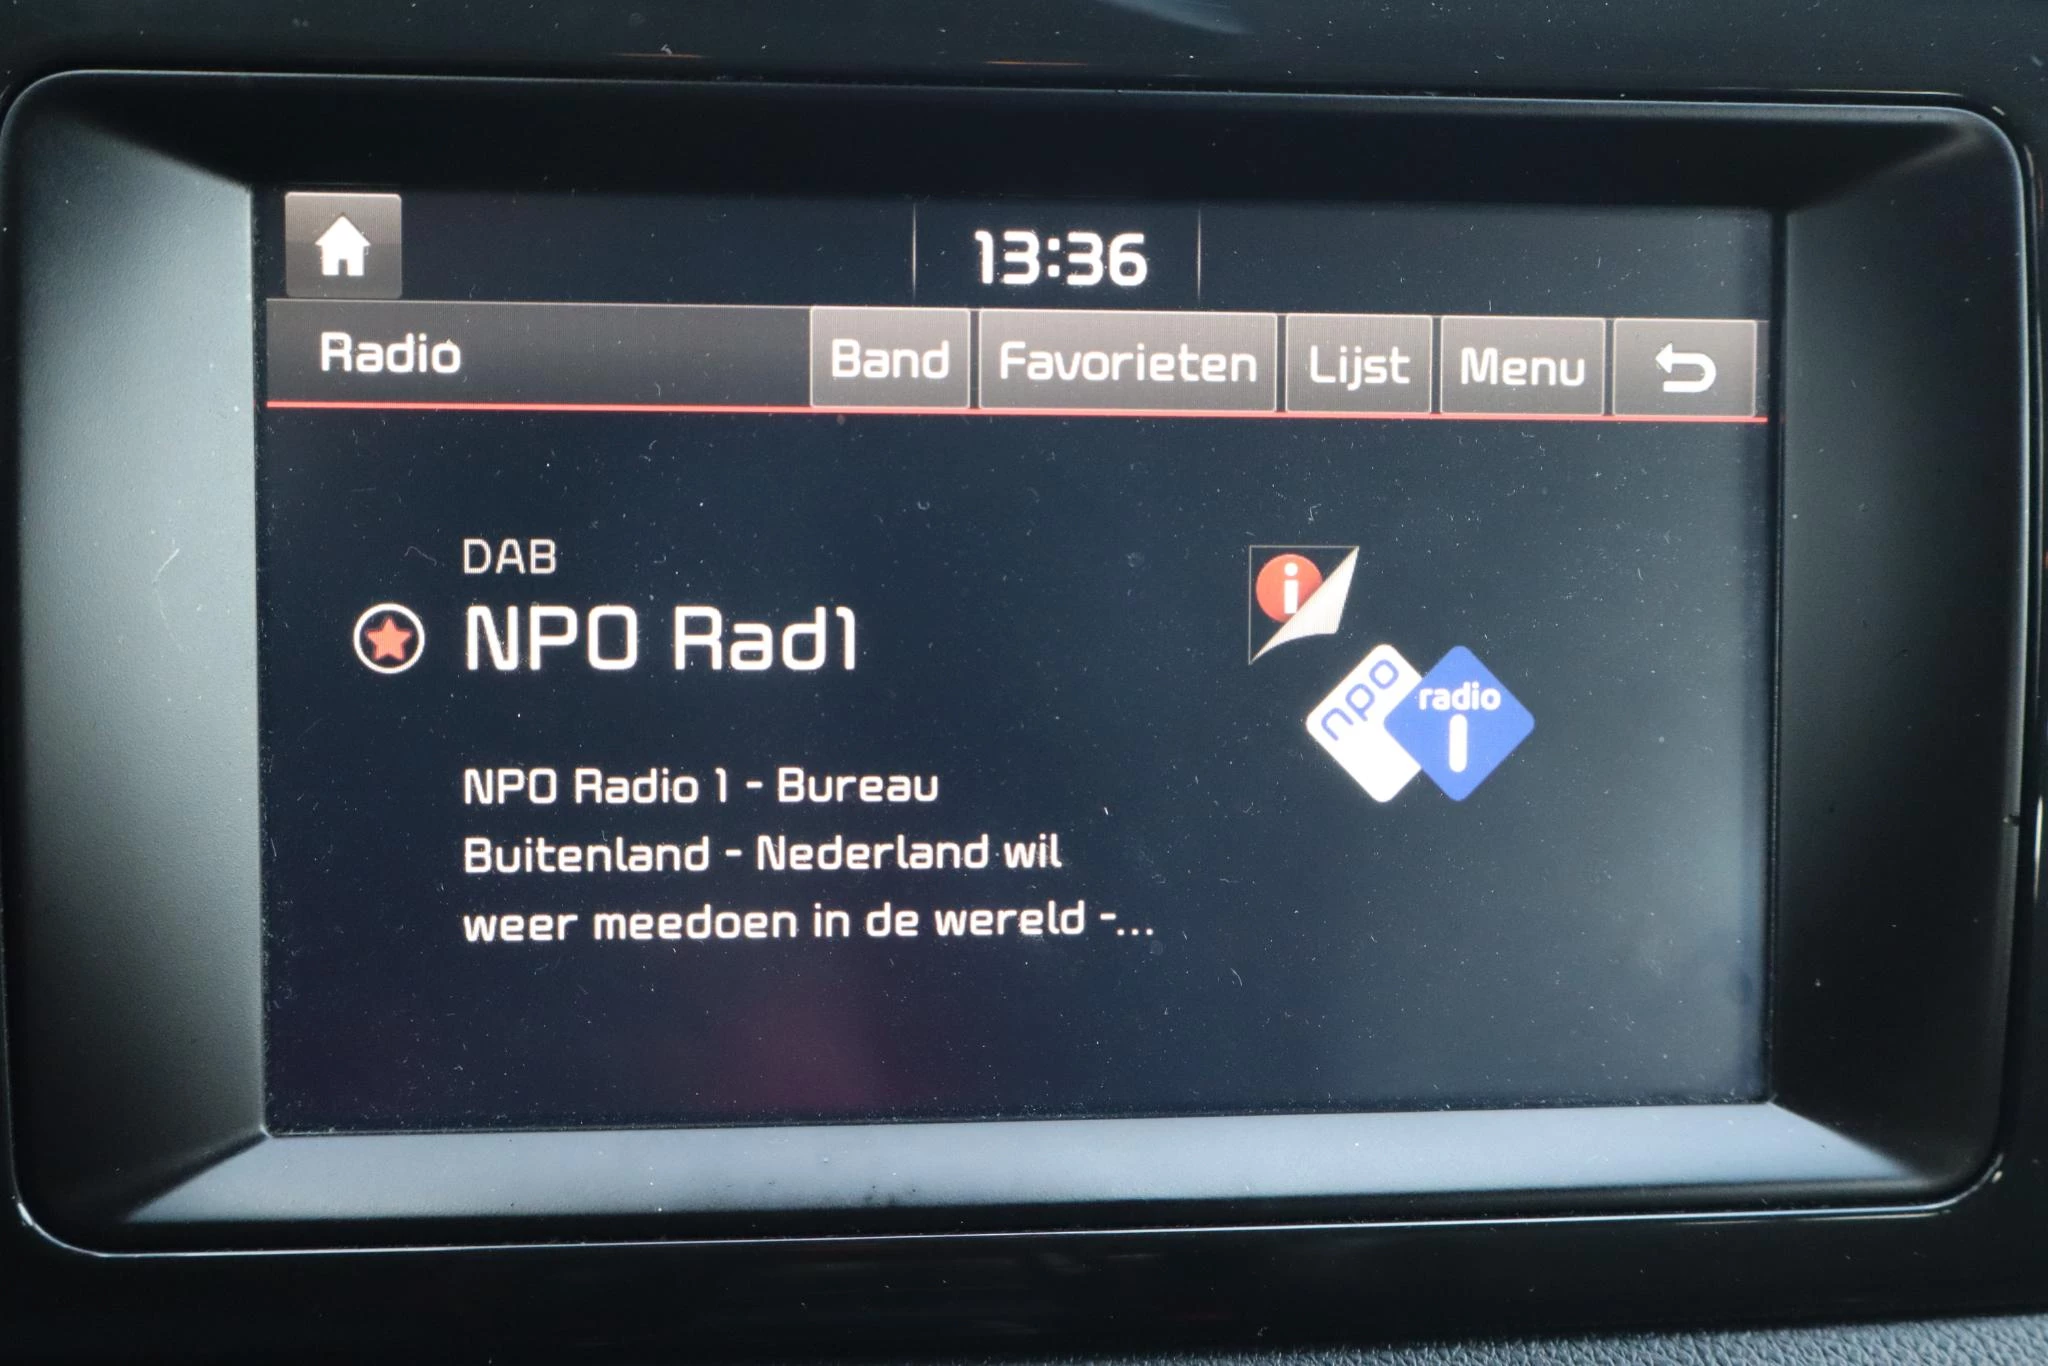 13:36
Radio Band Favorieten Lijst Menu
DAB
NPO Rad1
i
npo radio 1
NPO Radio 1 - Bureau
Buitenland - Nederland wil
weer meedoen in de wereld -...